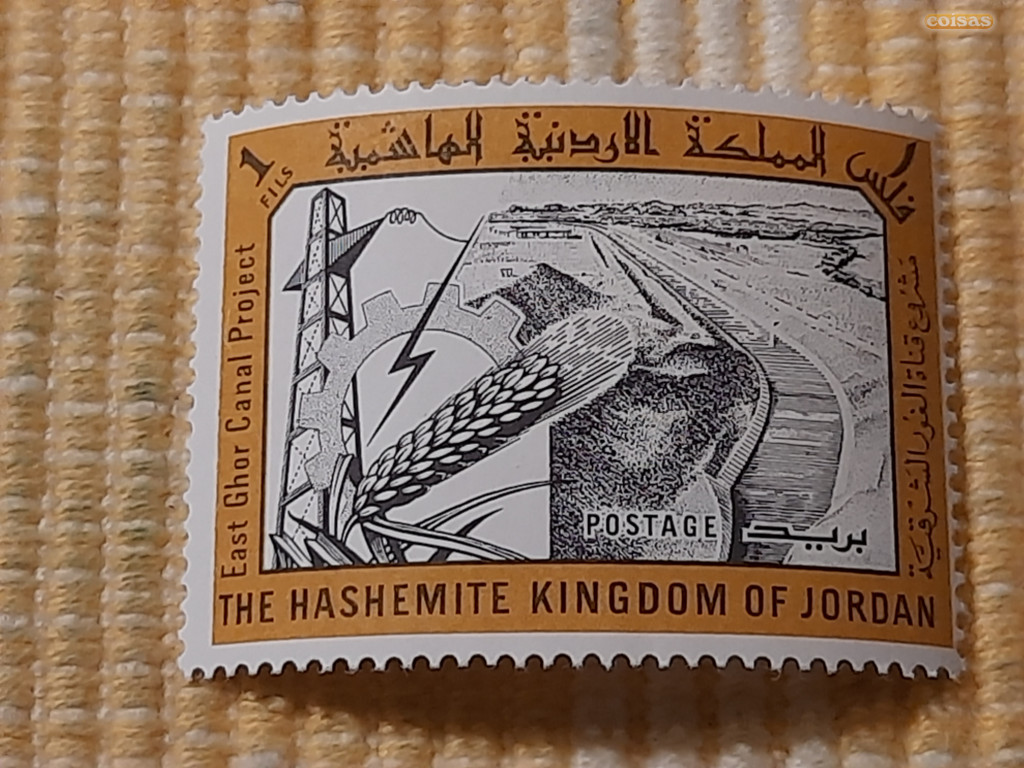 coisas
المملكة الاردنية الهاشمية
1
FILS
١
فلس
East Ghor Canal Project
مشروع قناة الغور الشرقية
POSTAGE بريد
THE HASHEMITE KINGDOM OF JORDAN